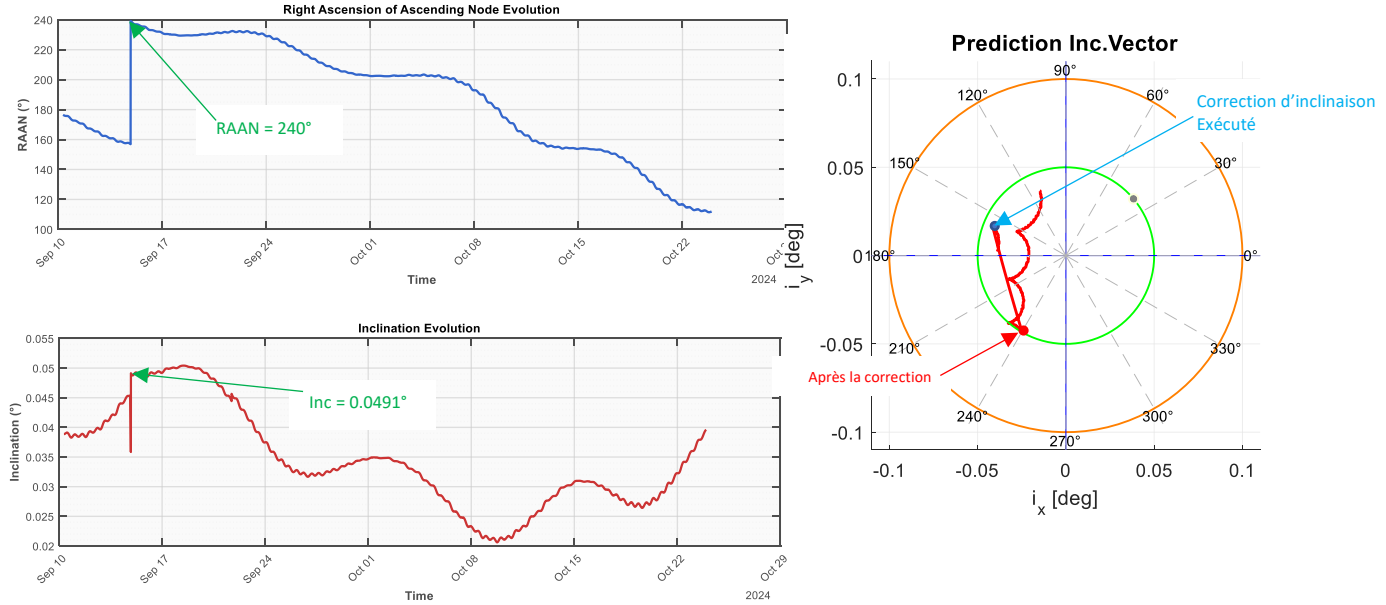 Right Ascension of Ascending Node Evolution
240
220
200
180
160
140
120
100
RAAN (°)
RAAN = 240°
Sep 10
Sep 17
Sep 24
Oct 01
Oct 08
Oct 15
Oct 22
Oct
Time
2024
Inclination Evolution
0.055
0.05
0.045
0.04
0.035
0.03
0.025
0.02
Inclination (°)
Inc = 0.0491°
Sep 10
Sep 17
Sep 24
Oct 01
Oct 08
Oct 15
Oct 22
Oct 29
Time
2024
Prediction Inc.Vector
0.1
0.05
0
-0.05
-0.1
i_y [deg]
90°
120°
60°
150°
30°
180°
0°
210°
330°
240°
300°
270°
Correction d’inclinaison
Exécuté
Après la correction
-0.1
-0.05
0
0.05
0.1
i_x [deg]